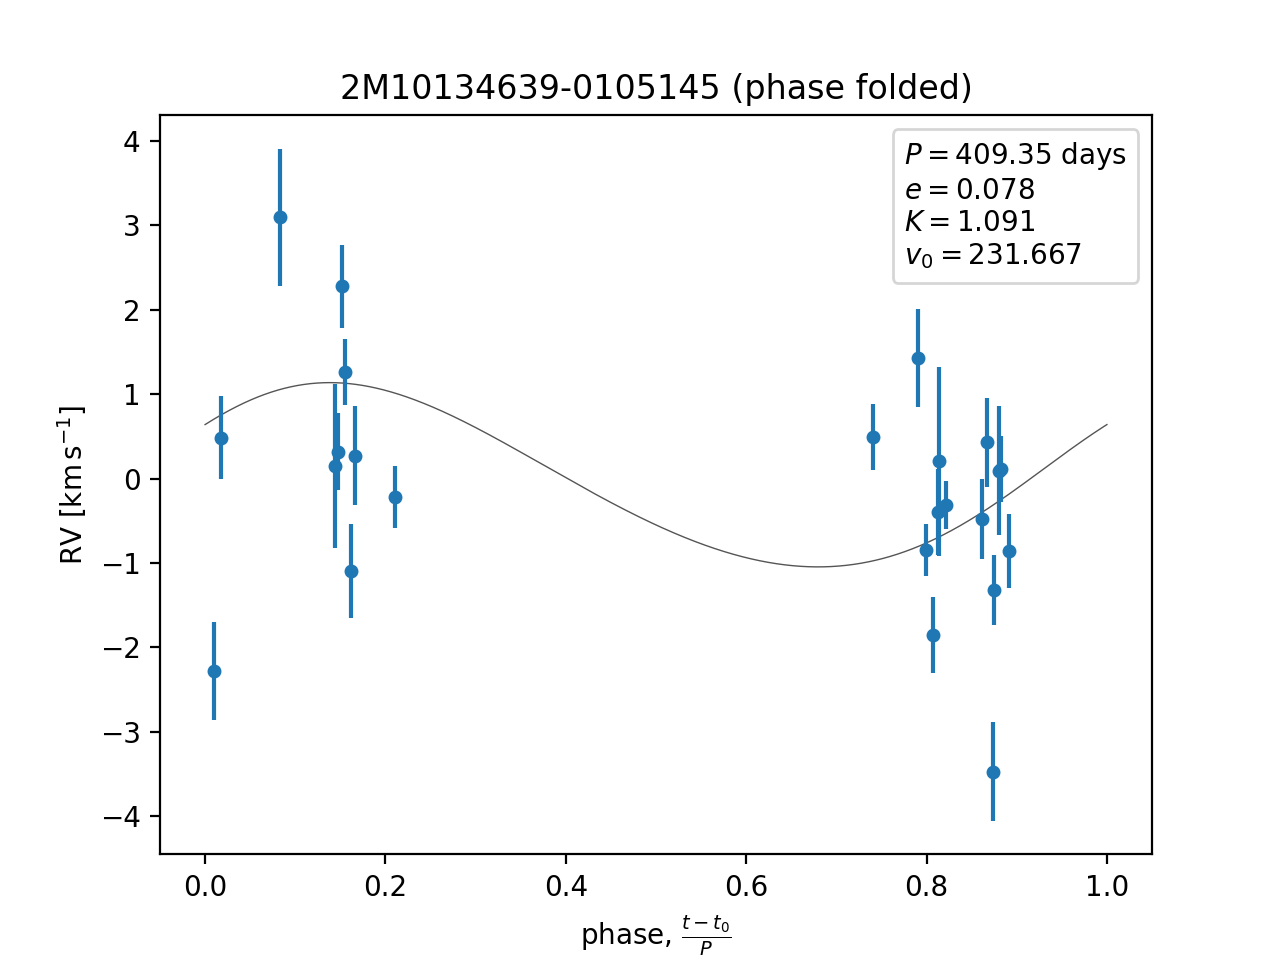 2M10134639-0105145 (phase folded)
P = 409.35 days
e = 0.078
K = 1.091
v₀ = 231.667
4
3
2
1
0
−1
−2
−3
−4
RV [km s⁻¹]
0.0 0.2 0.4 0.6 0.8 1.0
phase, (t − t₀)/P